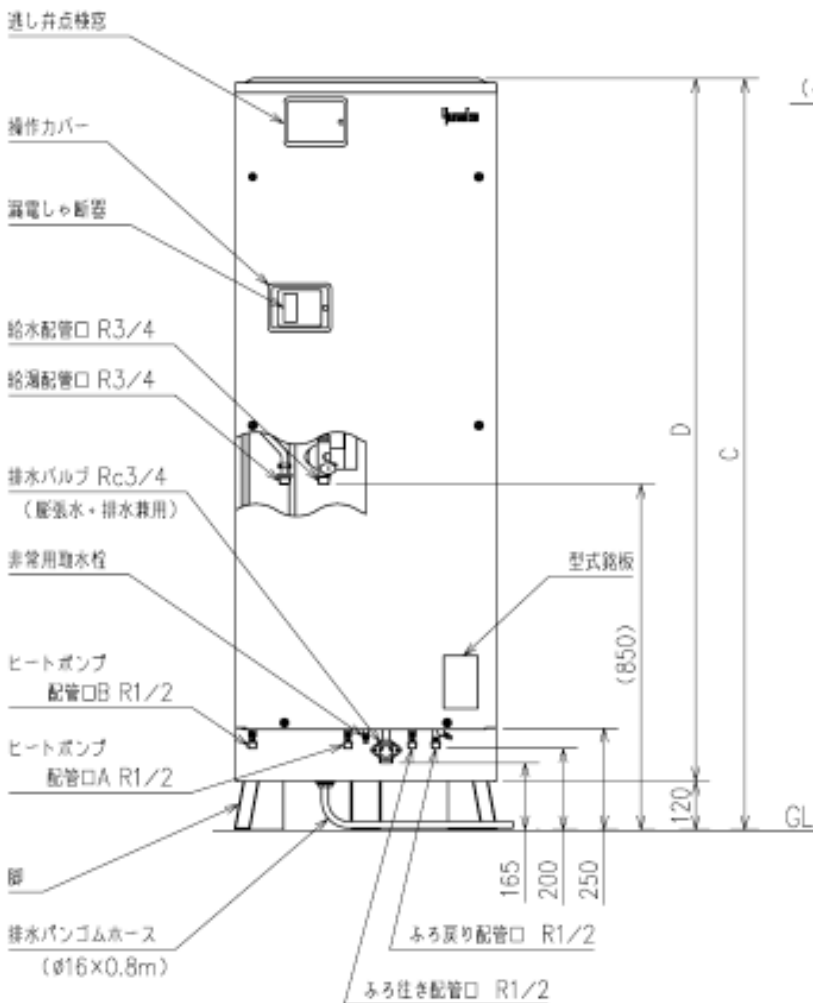 逃し弁点検窓
操作カバー
漏電しゃ断器
給水配管口 R3/4
給湯配管口 R3/4
排水バルブ Rc3/4
(膨張水・排水兼用)
非常用取水栓
型式銘板
ヒートポンプ
配管口B R1/2
ヒートポンプ
配管口A R1/2
脚
排水パンゴムホース
(ø16×0.8m)
ふろ戻り配管口 R1/2
ふろ往き配管口 R1/2
D
C
(850)
120
GL
165
200
250